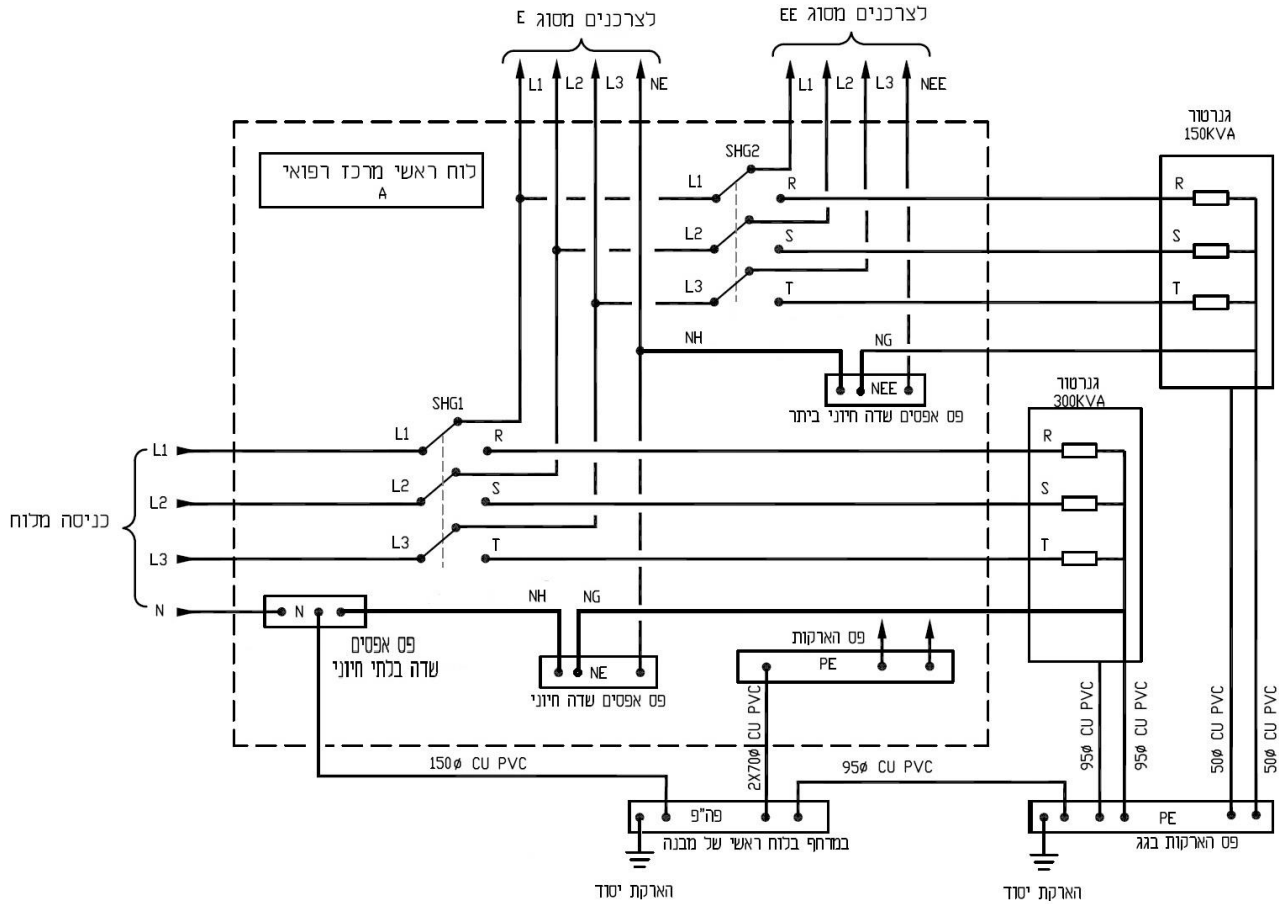 לצרכנים מסוג E
לצרכנים מסוג EE
L1
L2
L3
NE
L1
L2
L3
NEE
גנרטור
150KVA
לוח ראשי מרכז רפואי
A
SHG2
L1
R
R
L2
S
S
L3
T
T
NH
NG
NEE
פס אפסים שדה חיוני ביתר
גנרטור
300KVA
SHG1
L1
L1
R
R
L2
L2
S
S
L3
L3
T
T
כניסה מלוח
N
N
NH
NG
פס אפסים
שדה בלתי חיוני
NE
פס אפסים שדה חיוני
פס הארקות
PE
150ø CU PVC
2X70ø CU PVC
95ø CU PVC
95ø CU PVC
95ø CU PVC
50ø CU PVC
50ø CU PVC
פה"פ
במרתף בלוח ראשי של מבנה
PE
פס הארקות בגג
הארקת יסוד
הארקת יסוד